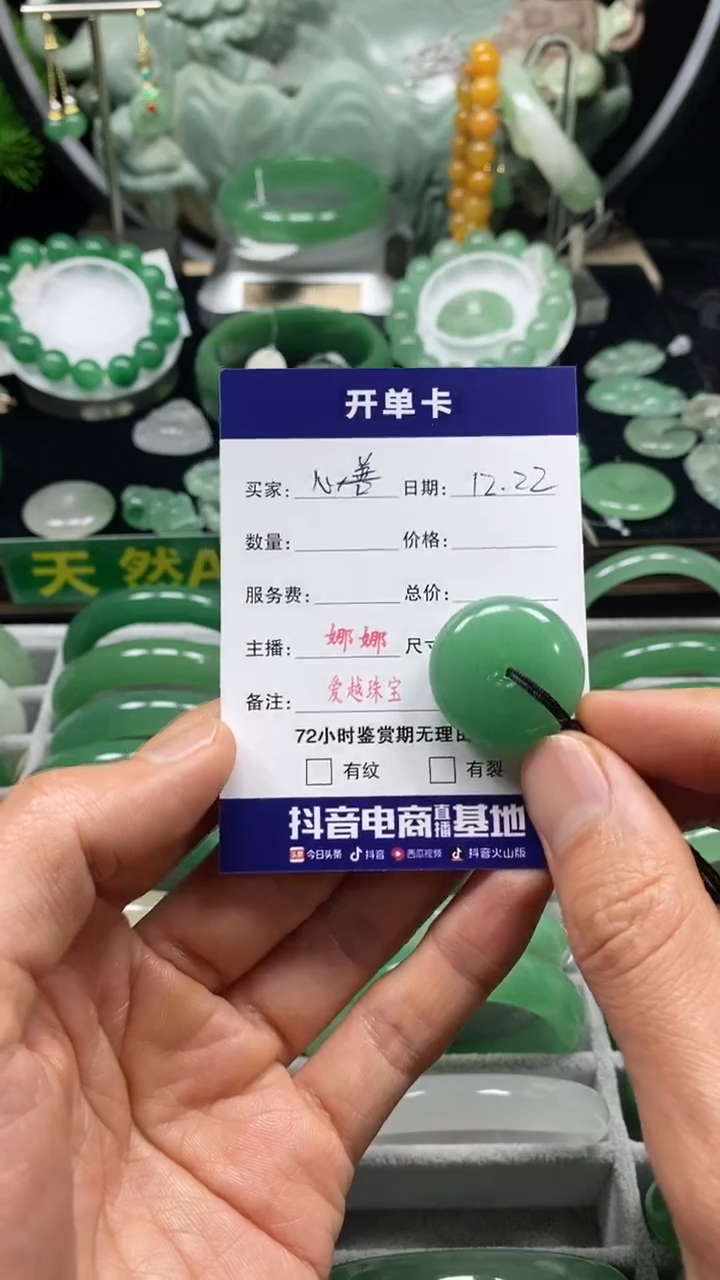 开单卡
买家: 心善 日期: 12.22
数量: 价格:
服务费: 总价:
主播: 娜娜 尺寸
备注: 爱越珠宝
72小时鉴赏期无理由
有纹 有裂
抖音电商直播基地
头条 今日头条 抖音 西瓜视频 抖音火山版
天然A